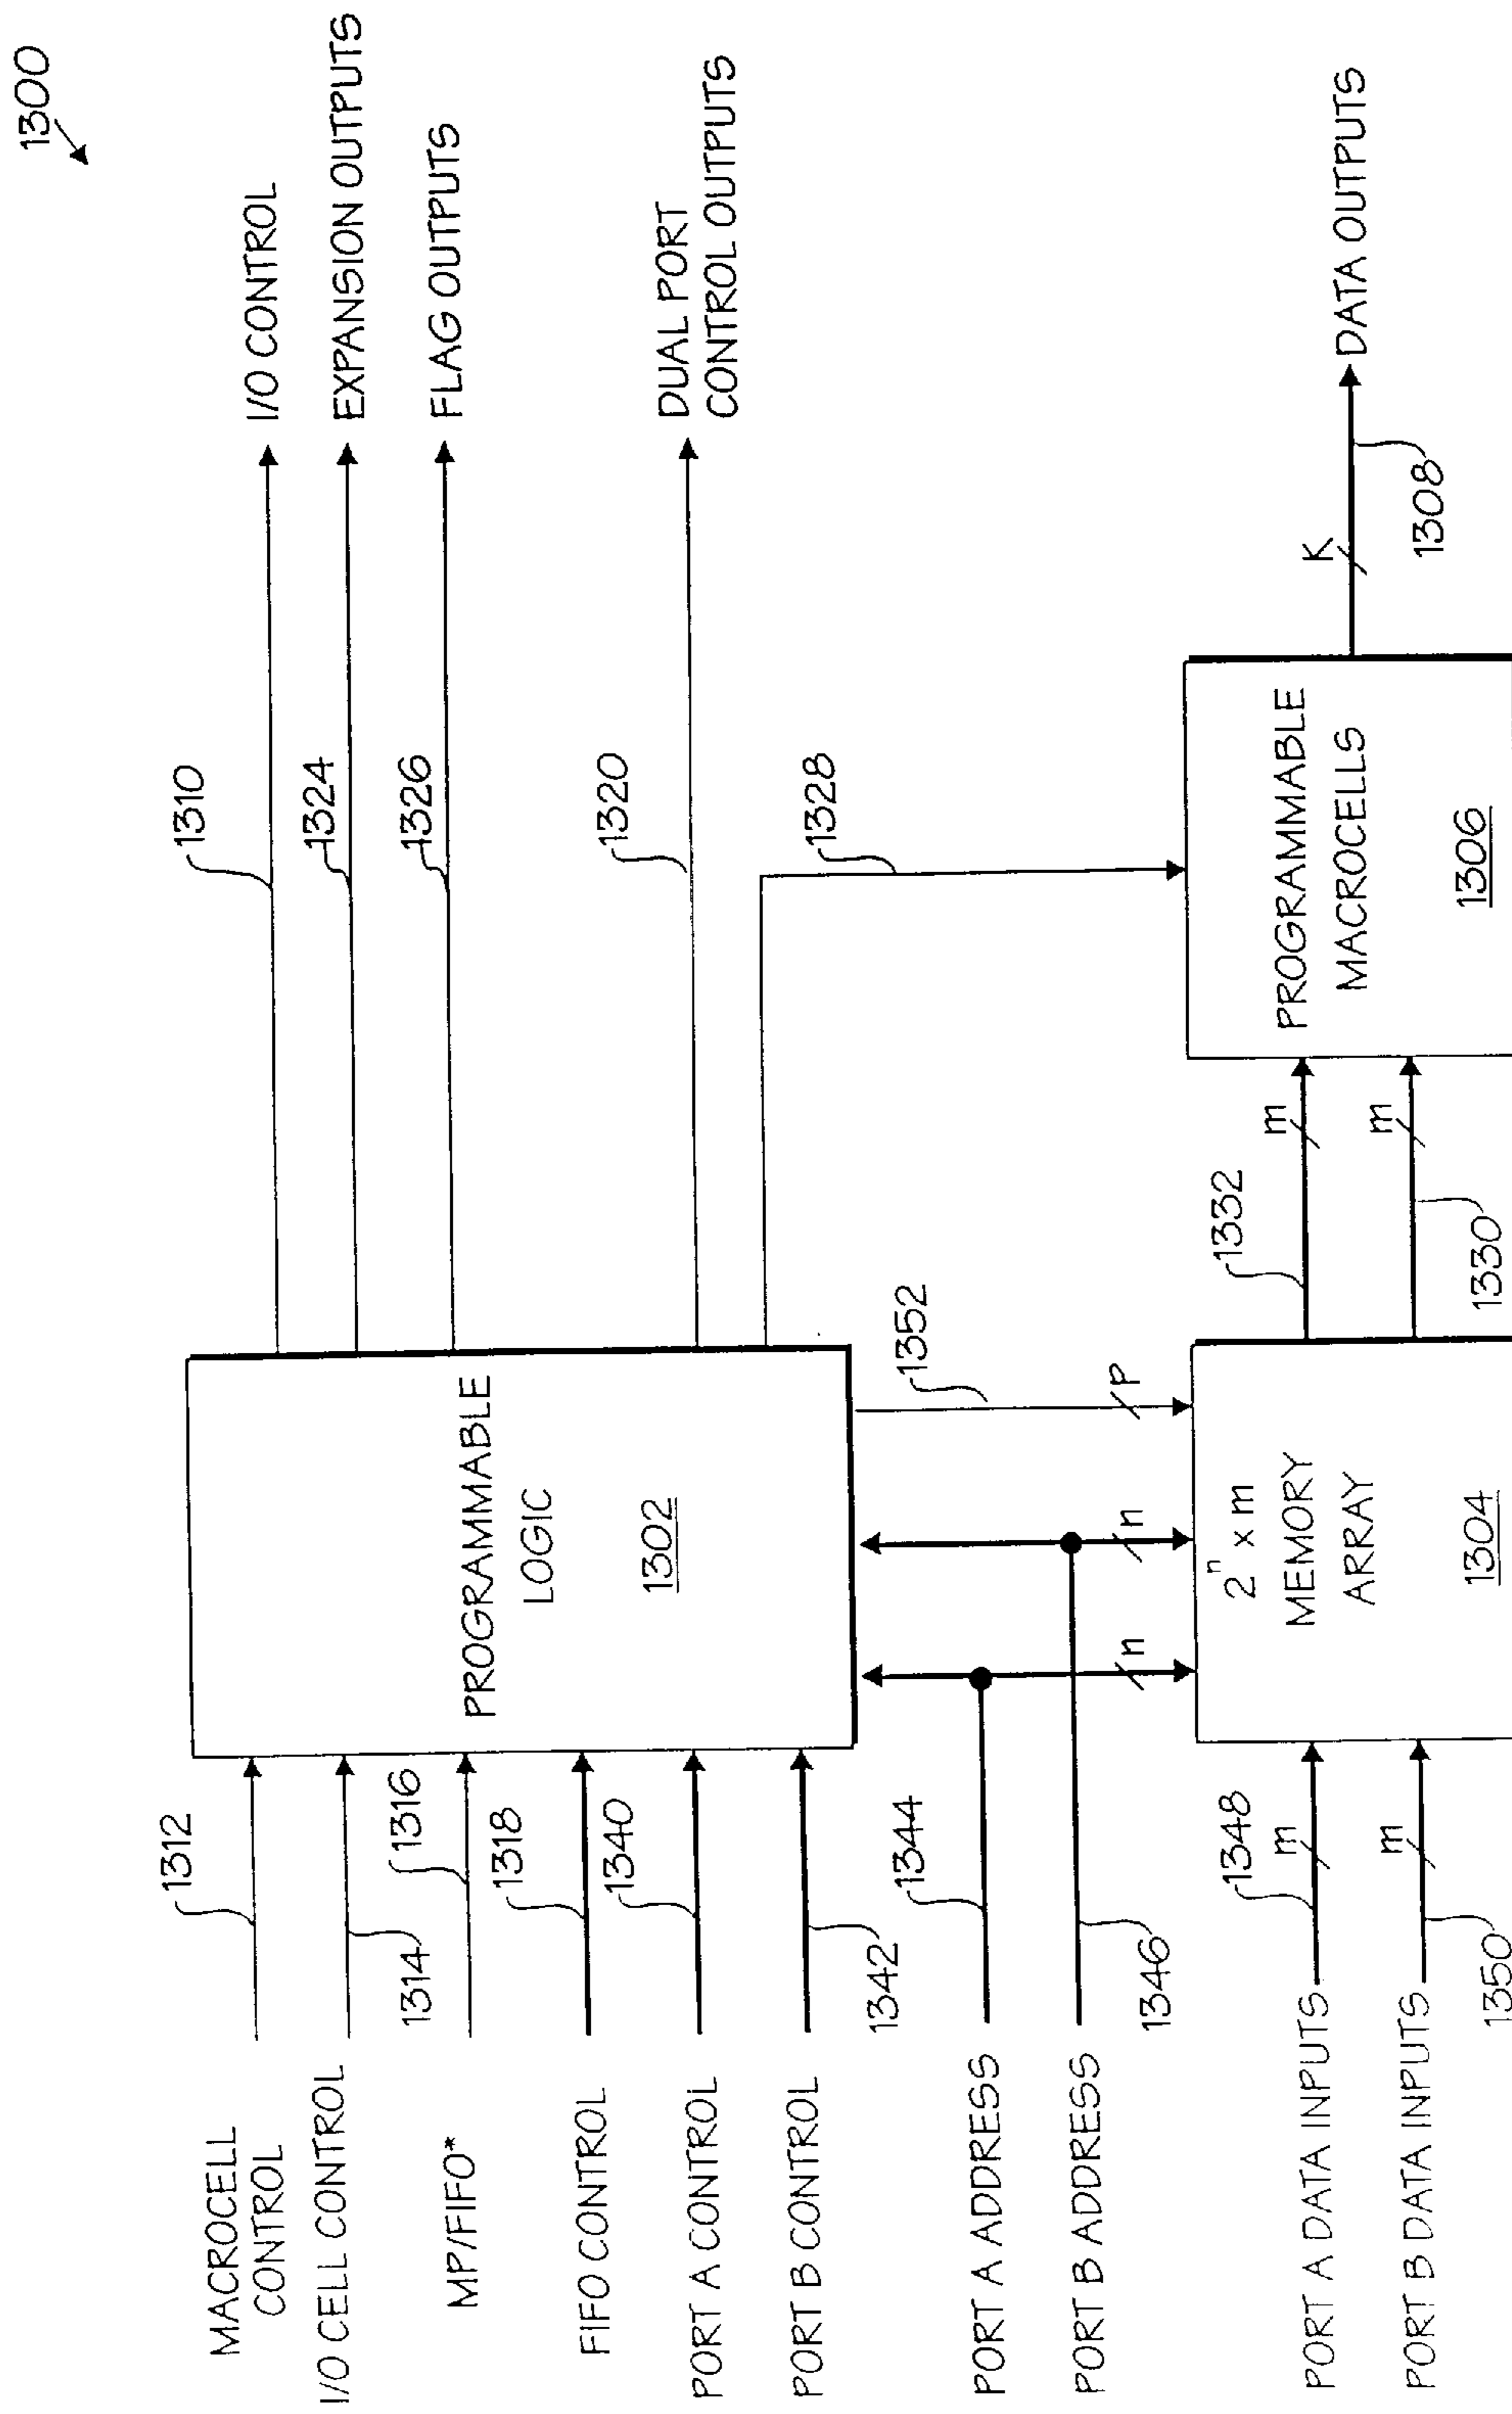 1300
MACROCELL
CONTROL
1312
1310
I/O CONTROL
I/O CELL CONTROL
1314
1324
EXPANSION OUTPUTS
MP/FIFO*
1316
1326
FLAG OUTPUTS
FIFO CONTROL
1318
PROGRAMMABLE
LOGIC
1302
PORT A CONTROL
1340
1320
DUAL PORT
CONTROL OUTPUTS
PORT B CONTROL
1342
1328
PORT A ADDRESS
1344
n
n
P
1352
PORT B ADDRESS
1346
PORT A DATA INPUTS
1348
m
2ⁿ x m
MEMORY
ARRAY
1304
1332
m
PROGRAMMABLE
MACROCELLS
1306
K
1308
DATA OUTPUTS
PORT B DATA INPUTS
1350
m
1330
m